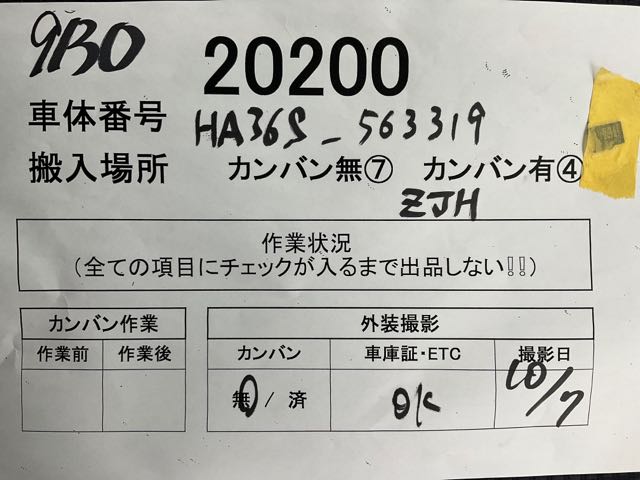 9BO 20200
車体番号 HA36S-563319
搬入場所 カンバン無⑦ カンバン有④
ZJH
作業状況
(全ての項目にチェックが入るまで出品しない!!)
カンバン作業 外装撮影
作業前 作業後 カンバン 車庫証・ETC 撮影日
無 / 済 OK 10/7